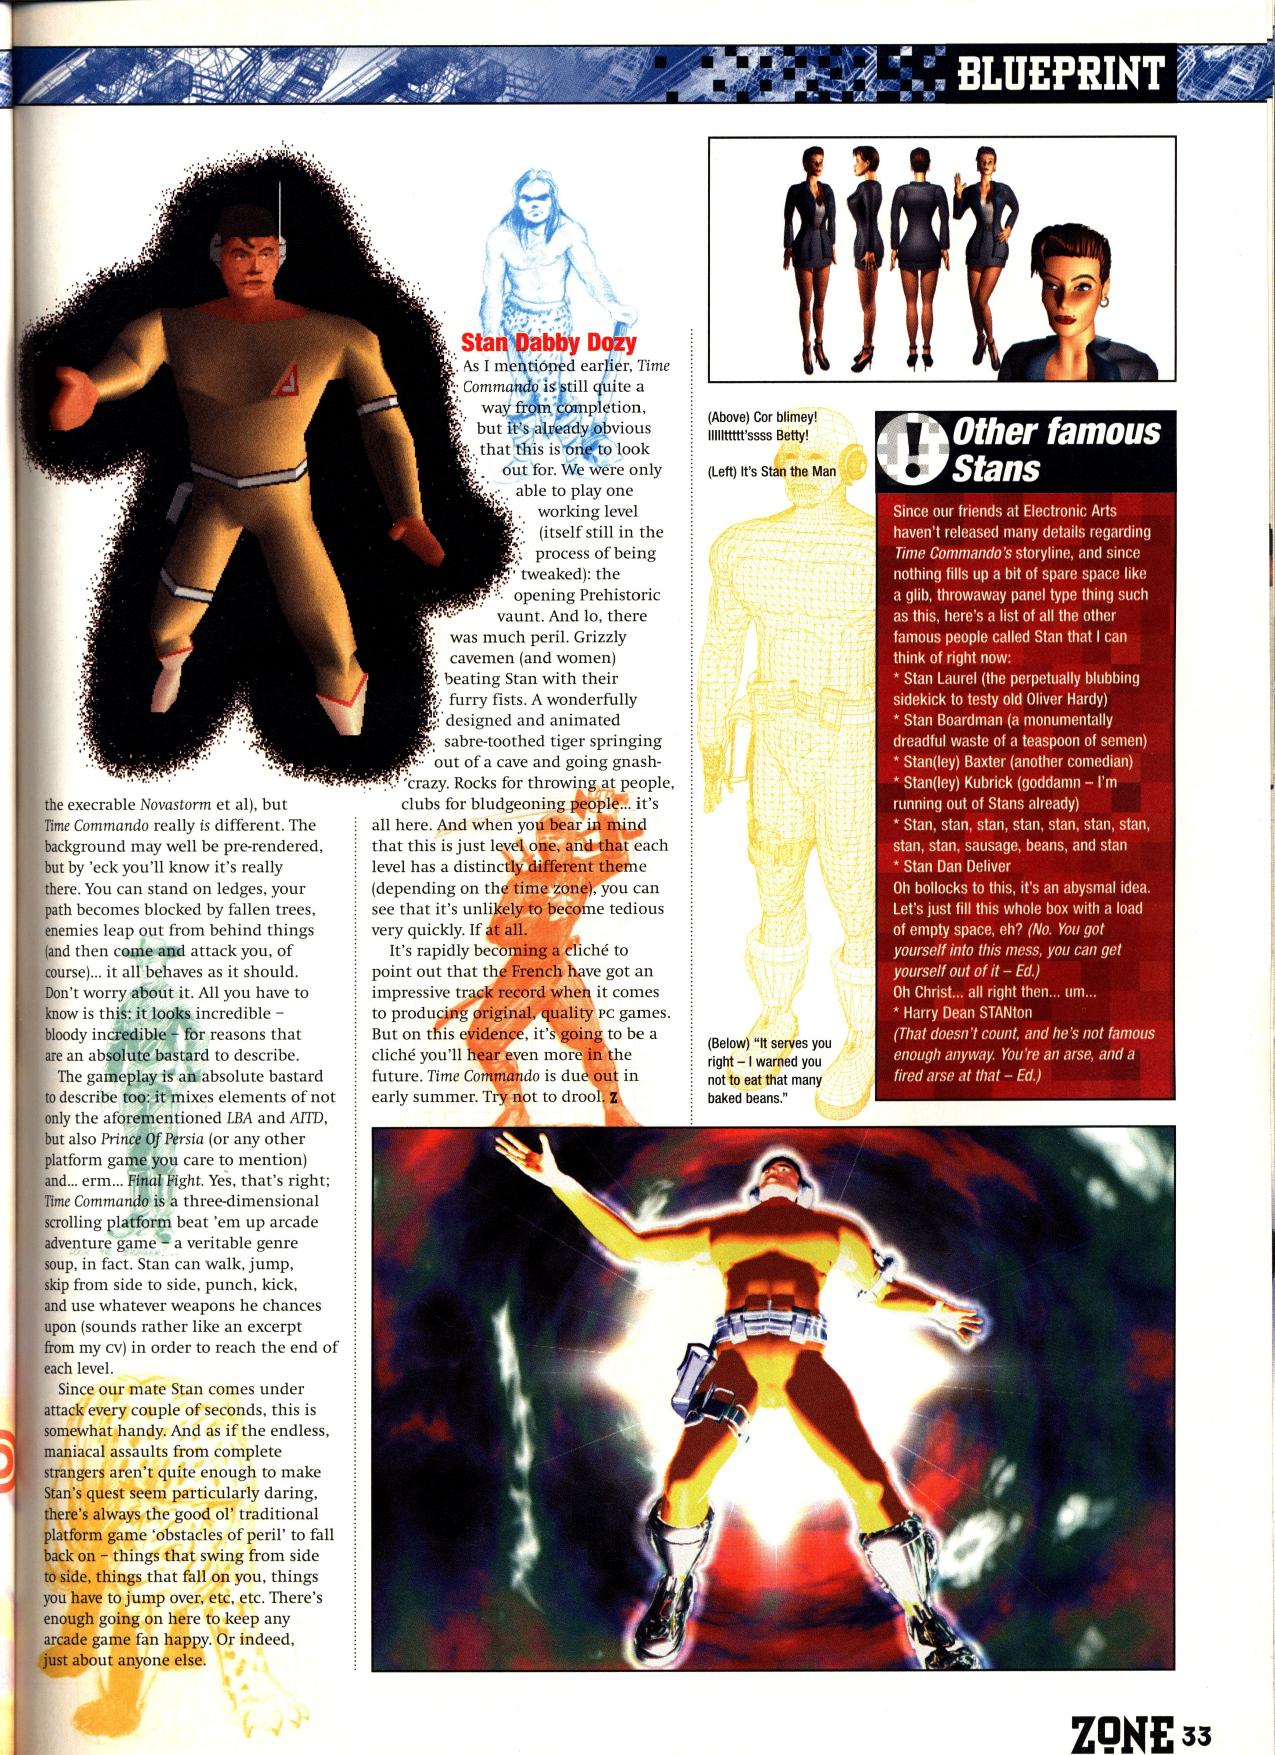 BLUEPRINT
the execrable Novastorm et al), but
Time Commando really is different. The
background may well be pre-rendered,
but by 'eck you'll know it's really
there. You can stand on ledges, your
path becomes blocked by fallen trees,
enemies leap out from behind things
(and then come and attack you, of
course)... it all behaves as it should.
Don't worry about it. All you have to
know is this: it looks incredible –
bloody incredible – for reasons that
are an absolute bastard to describe.
The gameplay is an absolute bastard
to describe too: it mixes elements of not
only the aforementioned LBA and AITD,
but also Prince Of Persia (or any other
platform game you care to mention)
and... erm... Final Fight. Yes, that's right;
Time Commando is a three-dimensional
scrolling platform beat 'em up arcade
adventure game – a veritable genre
soup, in fact. Stan can walk, jump,
skip from side to side, punch, kick,
and use whatever weapons he chances
upon (sounds rather like an excerpt
from my CV) in order to reach the end of
each level.
Since our mate Stan comes under
attack every couple of seconds, this is
somewhat handy. And as if the endless,
maniacal assaults from complete
strangers aren't quite enough to make
Stan's quest seem particularly daring,
there's always the good ol' traditional
platform game 'obstacles of peril' to fall
back on – things that swing from side
to side, things that fall on you, things
you have to jump over, etc, etc. There's
enough going on here to keep any
arcade game fan happy. Or indeed,
just about anyone else.
Stan Dabby Dozy
As I mentioned earlier, Time
Commando is still quite a
way from completion,
but it's already obvious
that this is one to look
out for. We were only
able to play one
working level
(itself still in the
process of being
tweaked): the
opening Prehistoric
vaunt. And lo, there
was much peril. Grizzly
cavemen (and women)
beating Stan with their
furry fists. A wonderfully
designed and animated
sabre-toothed tiger springing
out of a cave and going gnash-
crazy. Rocks for throwing at people,
clubs for bludgeoning people... it's
all here. And when you bear in mind
that this is just level one, and that each
level has a distinctly different theme
(depending on the time zone), you can
see that it's unlikely to become tedious
very quickly. If at all.
It's rapidly becoming a cliché to
point out that the French have got an
impressive track record when it comes
to producing original, quality PC games.
But on this evidence, it's going to be a
cliché you'll hear even more in the
future. Time Commando is due out in
early summer. Try not to drool. Z
(Above) Cor blimey!
IIIIIttttt'ssss Betty!
(Left) It's Stan the Man
(Below) "It serves you
right – I warned you
not to eat that many
baked beans."
! Other famous
Stans
Since our friends at Electronic Arts
haven't released many details regarding
Time Commando's storyline, and since
nothing fills up a bit of spare space like
a glib, throwaway panel type thing such
as this, here's a list of all the other
famous people called Stan that I can
think of right now:
* Stan Laurel (the perpetually blubbing
sidekick to testy old Oliver Hardy)
* Stan Boardman (a monumentally
dreadful waste of a teaspoon of semen)
* Stan(ley) Baxter (another comedian)
* Stan(ley) Kubrick (goddamn – I'm
running out of Stans already)
* Stan, stan, stan, stan, stan, stan, stan,
stan, stan, sausage, beans, and stan
* Stan Dan Deliver
Oh bollocks to this, it's an abysmal idea.
Let's just fill this whole box with a load
of empty space, eh? (No. You got
yourself into this mess, you can get
yourself out of it – Ed.)
Oh Christ... all right then... um...
* Harry Dean STANton
(That doesn't count, and he's not famous
enough anyway. You're an arse, and a
fired arse at that – Ed.)
ZONE 33